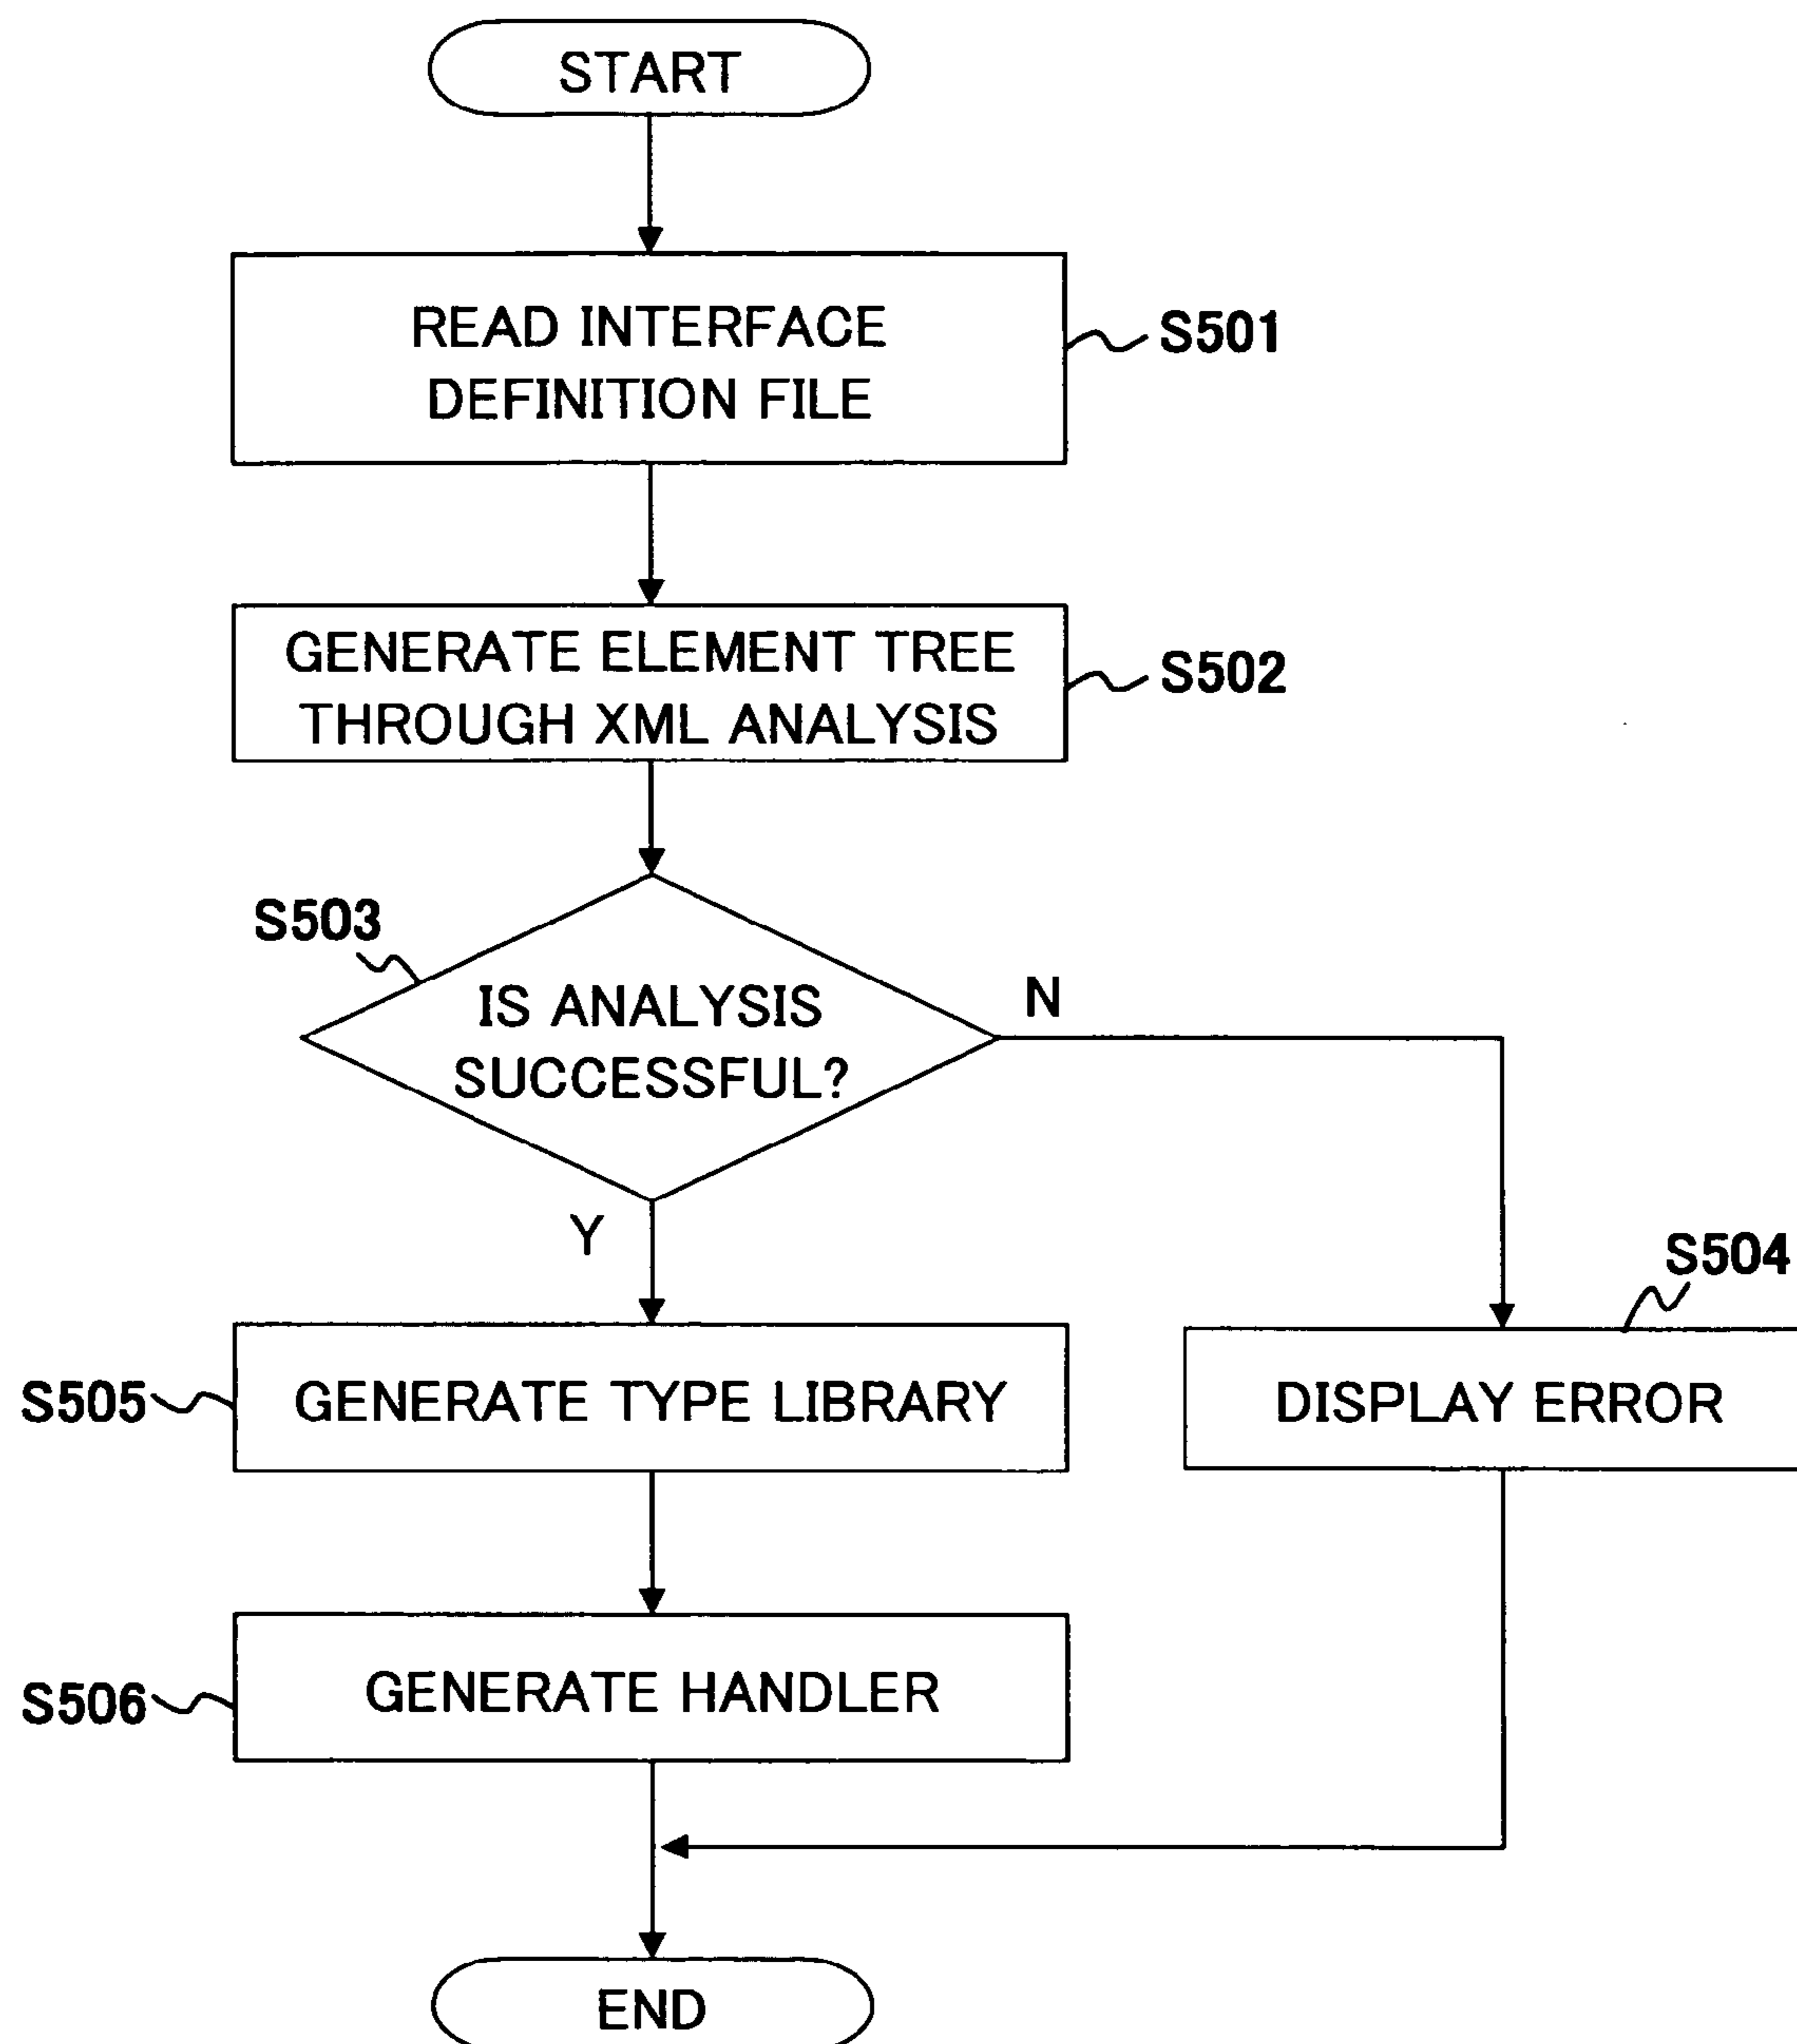 START
READ INTERFACE
DEFINITION FILE
S501
GENERATE ELEMENT TREE
THROUGH XML ANALYSIS
S502
S503
IS ANALYSIS
SUCCESSFUL?
N
Y
S504
S505
GENERATE TYPE LIBRARY
DISPLAY ERROR
S506
GENERATE HANDLER
END